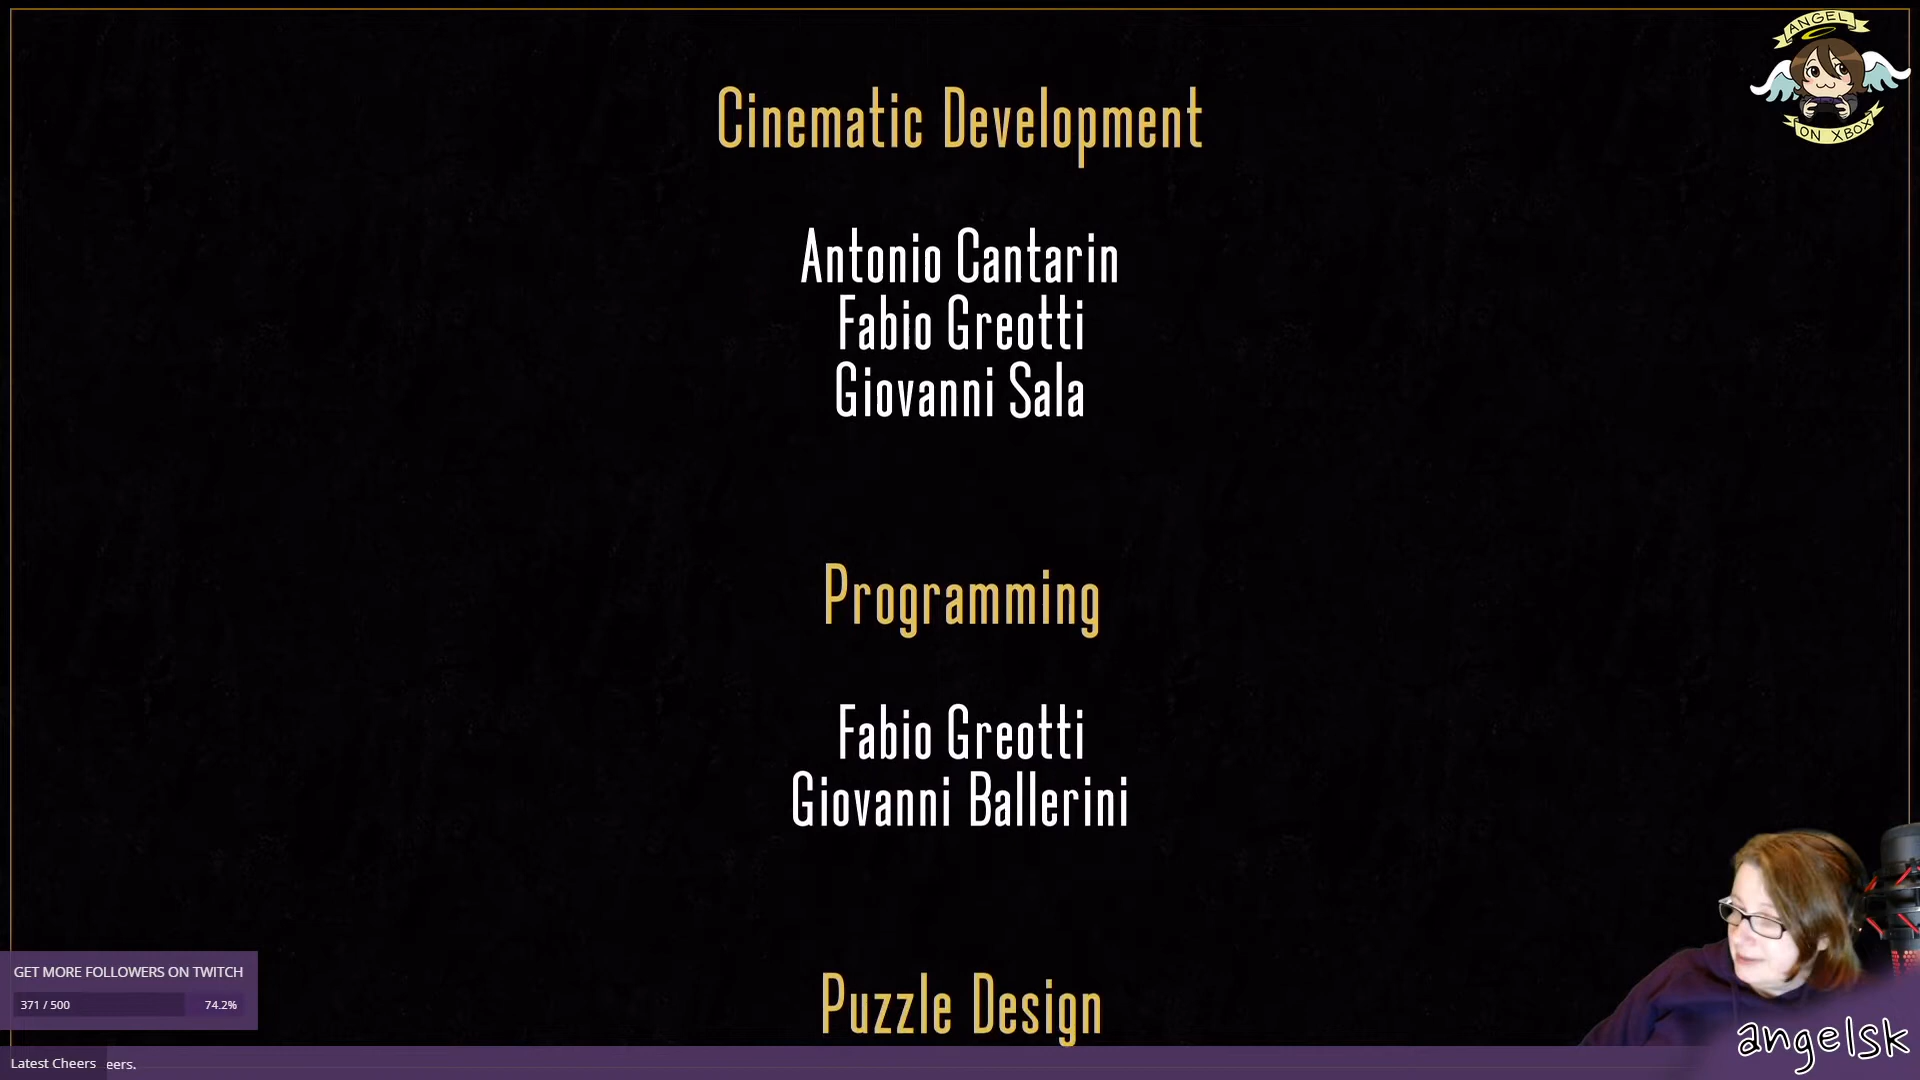 ANGEL
ON XBOX
Cinematic Development
Antonio Cantarin
Fabio Greotti
Giovanni Sala
Programming
Fabio Greotti
Giovanni Ballerini
Puzzle Design
GET MORE FOLLOWERS ON TWITCH
371 / 500 74.2%
Latest Cheers eers.
angelsk